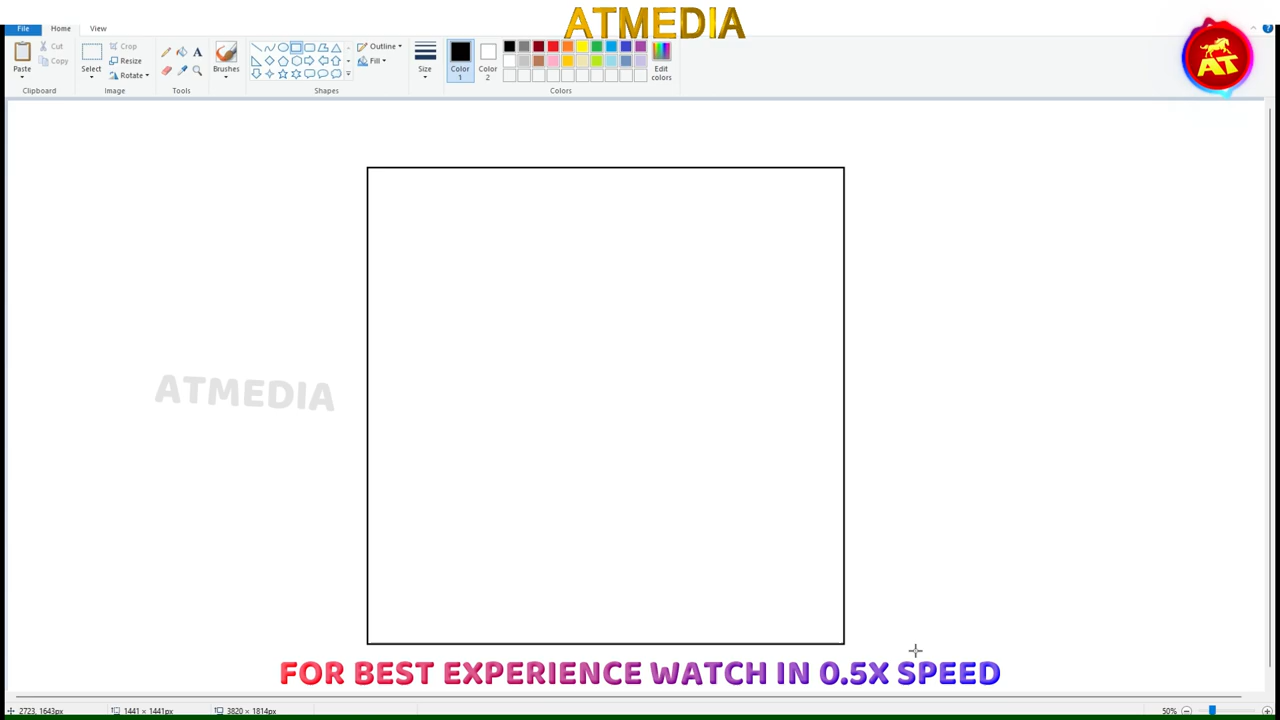 ATMEDIA
File Home View
Cut
Copy
Paste
Clipboard
Crop
Resize
Rotate
Select
Image
Tools
Brushes
Shapes
Outline
Fill
Size
Color 1
Color 2
Edit colors
Colors
AT
ATMEDIA
FOR BEST EXPERIENCE WATCH IN 0.5X SPEED
2723, 1643px 1441 × 1441px 3820 × 1814px 50%